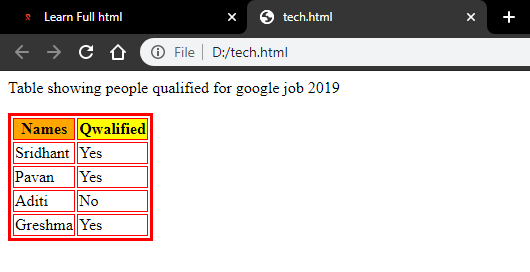 Learn Full html
tech.html
File D:/tech.html
Table showing people qualified for google job 2019
Names Qwalified
Sridhant Yes
Pavan Yes
Aditi No
Greshma Yes